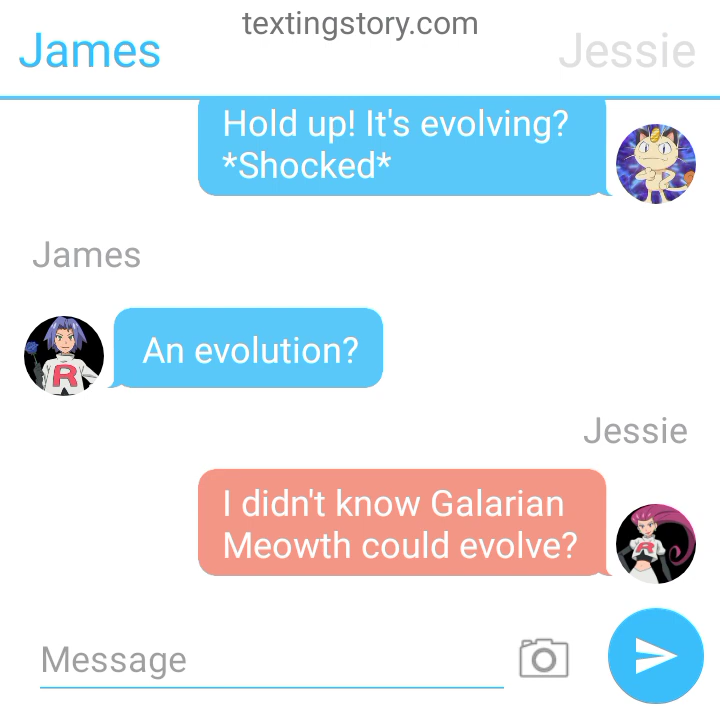 textingstory.com
James
Jessie
Hold up! It's evolving?
*Shocked*
James
An evolution?
R
Jessie
I didn't know Galarian
Meowth could evolve?
R
Message